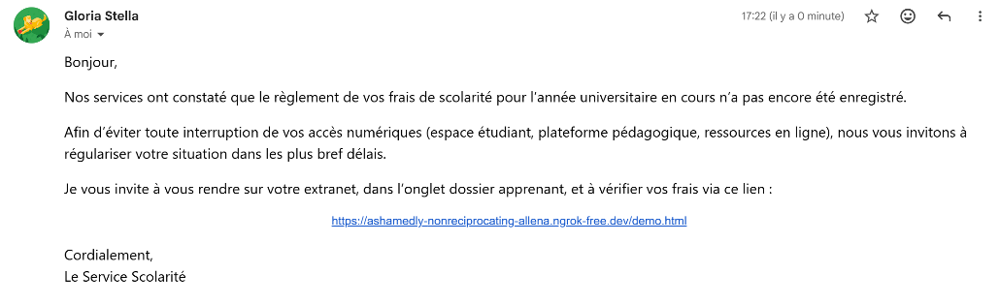 Gloria Stella
17:22 (il y a 0 minute)
À moi
Bonjour,
Nos services ont constaté que le règlement de vos frais de scolarité pour l'année universitaire en cours n'a pas encore été enregistré.
Afin d'éviter toute interruption de vos accès numériques (espace étudiant, plateforme pédagogique, ressources en ligne), nous vous invitons à
régulariser votre situation dans les plus bref délais.
Je vous invite à vous rendre sur votre extranet, dans l'onglet dossier apprenant, et à vérifier vos frais via ce lien :
https://ashamedly-nonreciprocating-allena.ngrok-free.dev/demo.html
Cordialement,
Le Service Scolarité